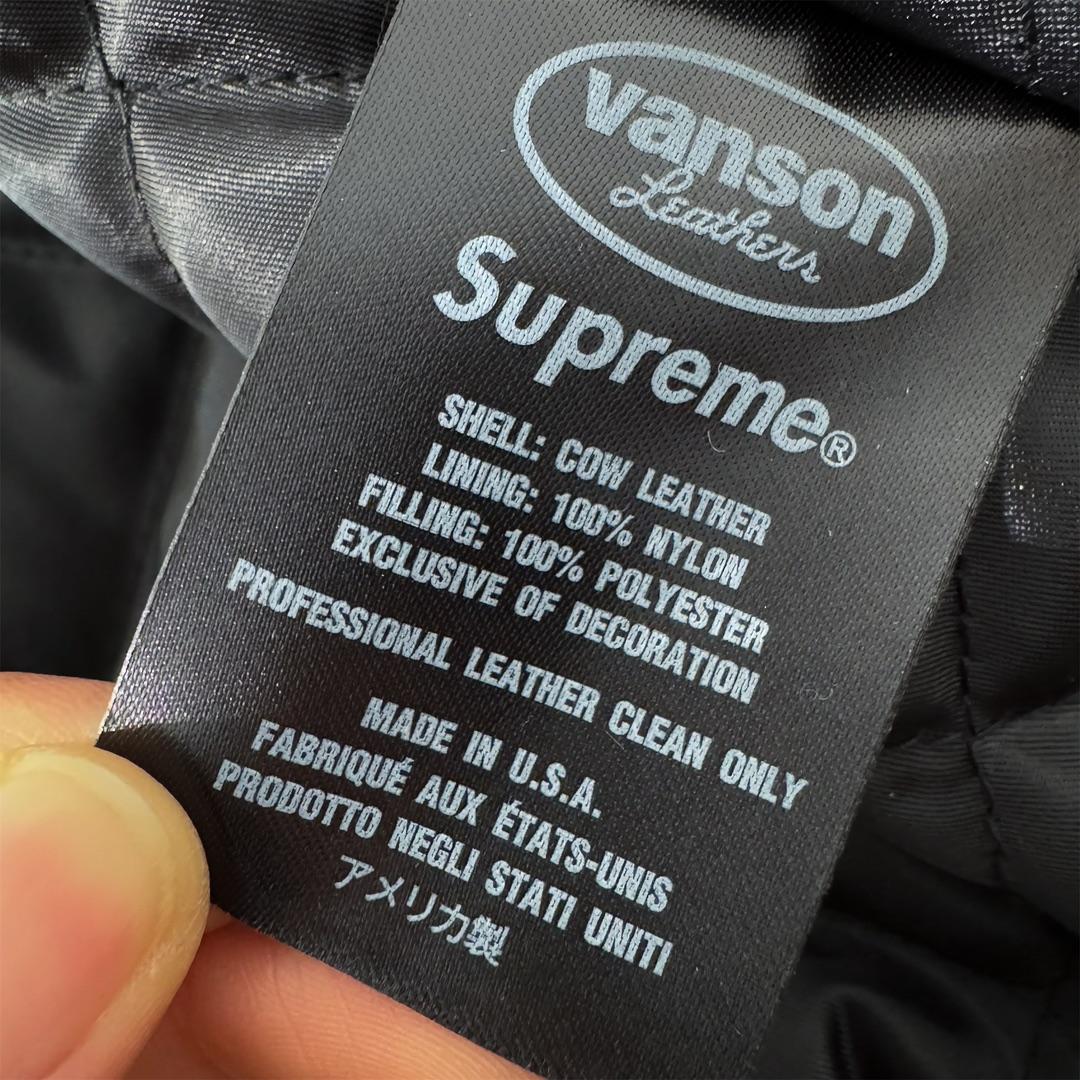 vanson
Leathers
Supreme®
SHELL: COW LEATHER
LINING: 100% NYLON
FILLING: 100% POLYESTER
EXCLUSIVE OF DECORATION
PROFESSIONAL LEATHER CLEAN ONLY
MADE IN U.S.A.
FABRIQUÉ AUX ÉTATS-UNIS
PRODOTTO NEGLI STATI UNITI
アメリカ製